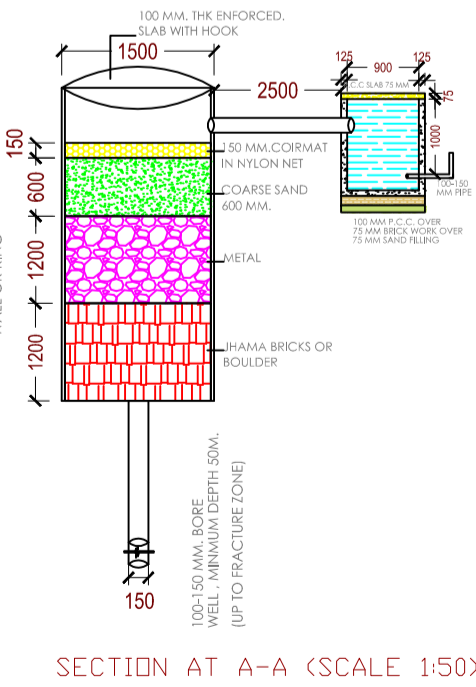 100 MM. THK ENFORCED.
SLAB WITH HOOK
1500
2500
125
900
125
C.C SLAB 75 MM
75
1000
100-150
MM PIPE
100 MM P.C.C. OVER
75 MM BRICK WORK OVER
75 MM SAND FILLING
150
150 MM.COIRMAT
IN NYLON NET
600
COARSE SAND
600 MM.
1200
METAL
1200
JHAMA BRICKS OR
BOULDER
100-150 MM. BORE
WELL , MINMUM DEPTH 50M.
(UP TO FRACTURE ZONE)
150
SECTION AT A-A (SCALE 1:50)